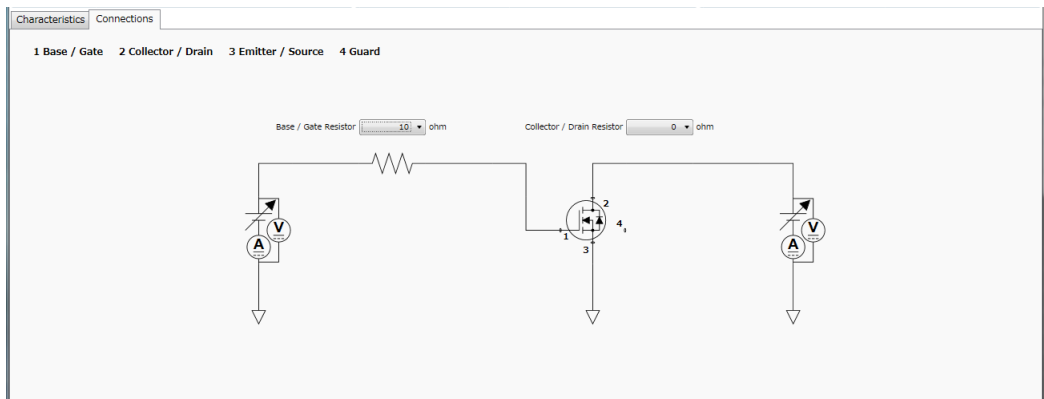 Characteristics Connections
1 Base / Gate 2 Collector / Drain 3 Emitter / Source 4 Guard
Base / Gate Resistor 10 ohm Collector / Drain Resistor 0 ohm
2
V 4 V
1
A 3 A